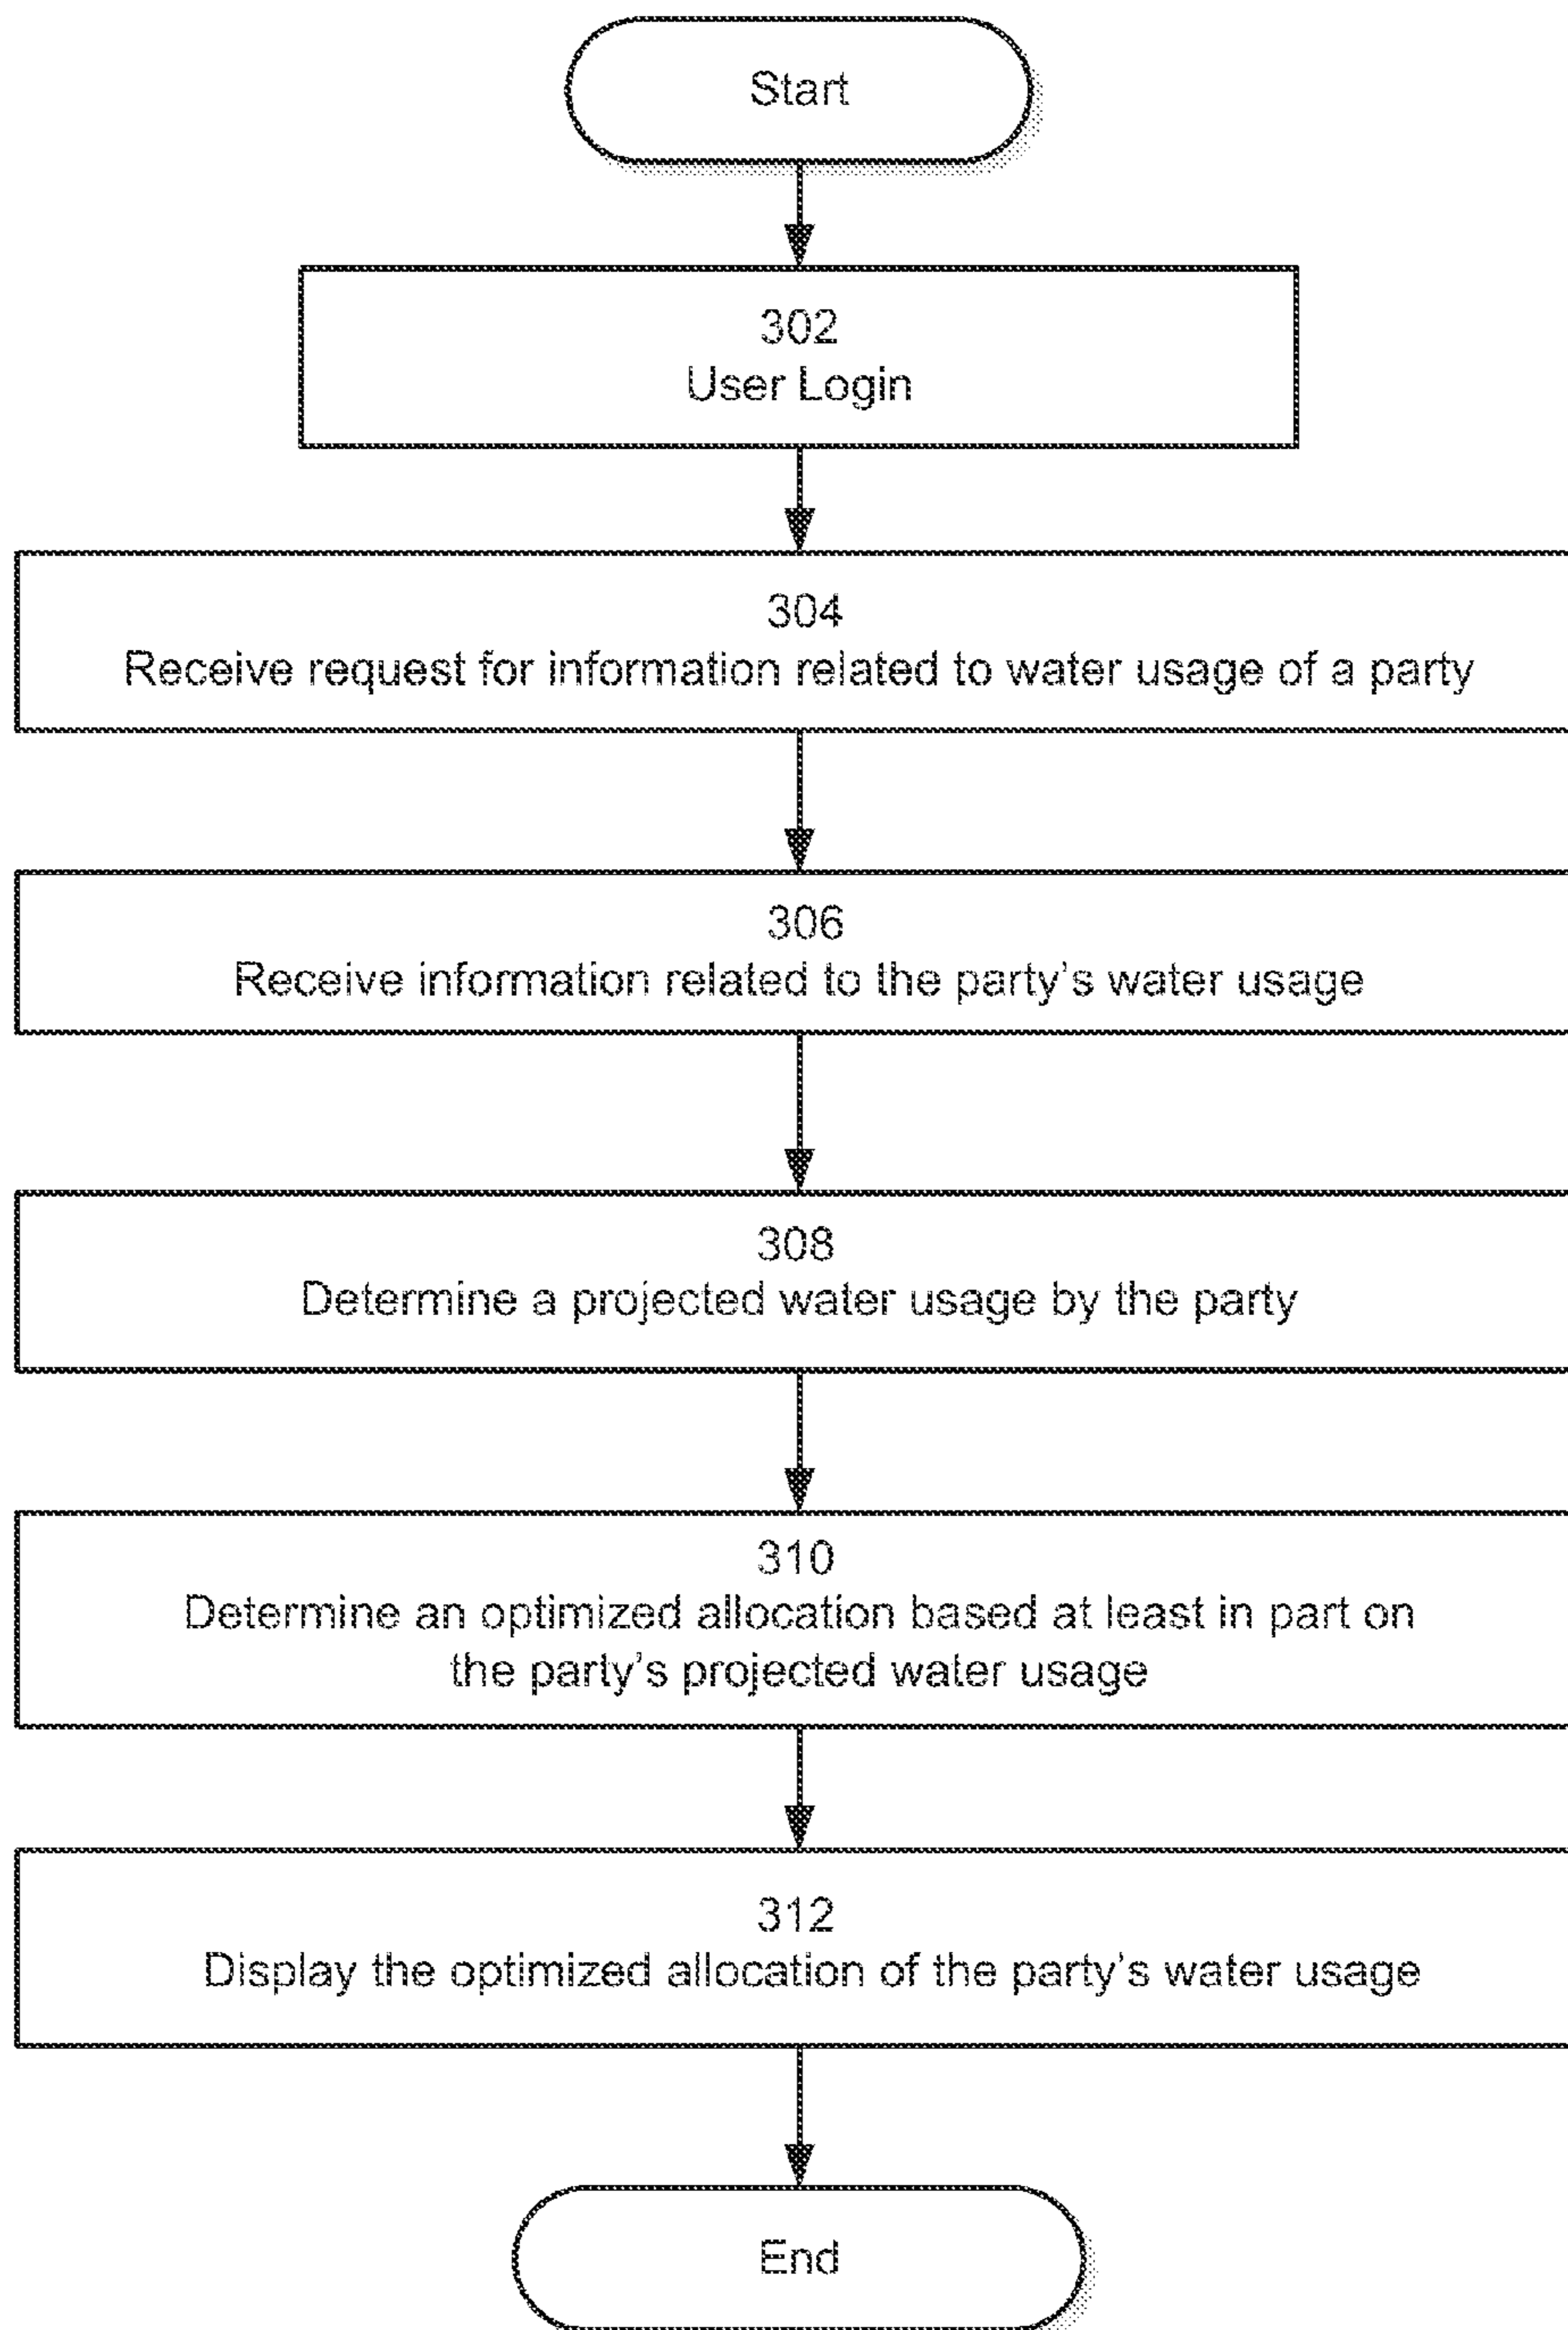 Start
302
User Login
304
Receive request for information related to water usage of a party
306
Receive information related to the party's water usage
308
Determine a projected water usage by the party
310
Determine an optimized allocation based at least in part on
the party's projected water usage
312
Display the optimized allocation of the party's water usage
End